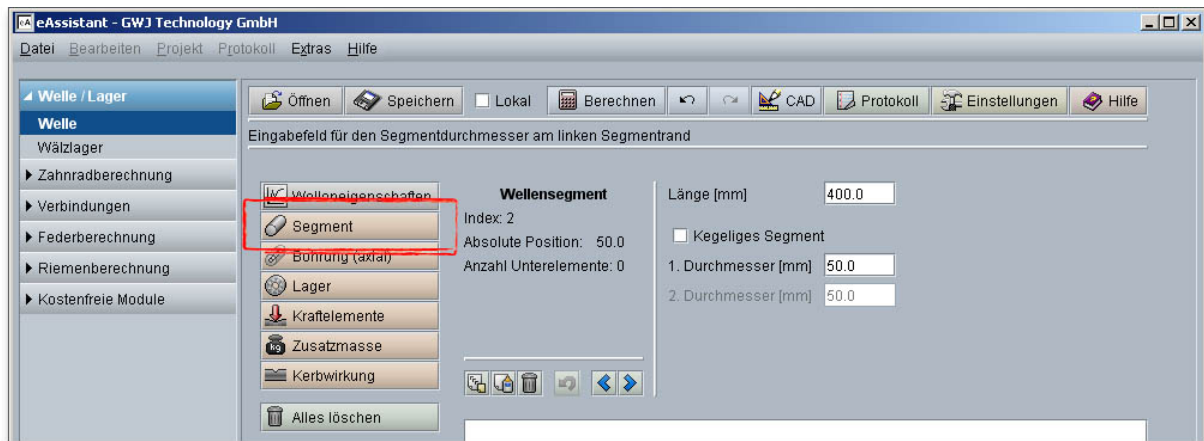 eAssistant - GWJ Technology GmbH
Datei Bearbeiten Projekt Protokoll Extras Hilfe
Welle / Lager
Welle
Wälzlager
Zahnradberechnung
Verbindungen
Federberechnung
Riemenberechnung
Kostenfreie Module
Öffnen Speichern Lokal Berechnen CAD Protokoll Einstellungen Hilfe
Eingabefeld für den Segmentdurchmesser am linken Segmentrand
Welleneigenschaften
Segment
Bohrung (axial)
Lager
Kraftelemente
kg Zusatzmasse
Kerbwirkung
Alles löschen
Wellensegment
Index: 2
Absolute Position: 50.0
Anzahl Unterelemente: 0
Länge [mm] 400.0
Kegeliges Segment
1. Durchmesser [mm] 50.0
2. Durchmesser [mm] 50.0